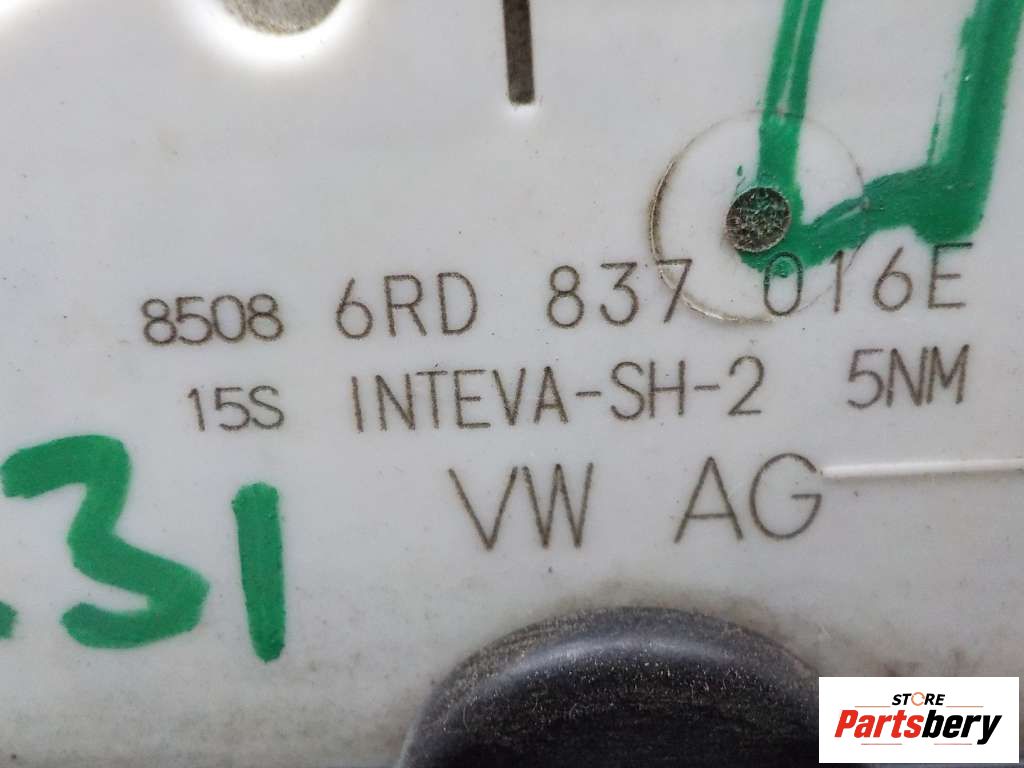 8508 6RD 837 016E
15S INTEVA-SH-2 5NM
VW AG
31
STORE
Partsbery